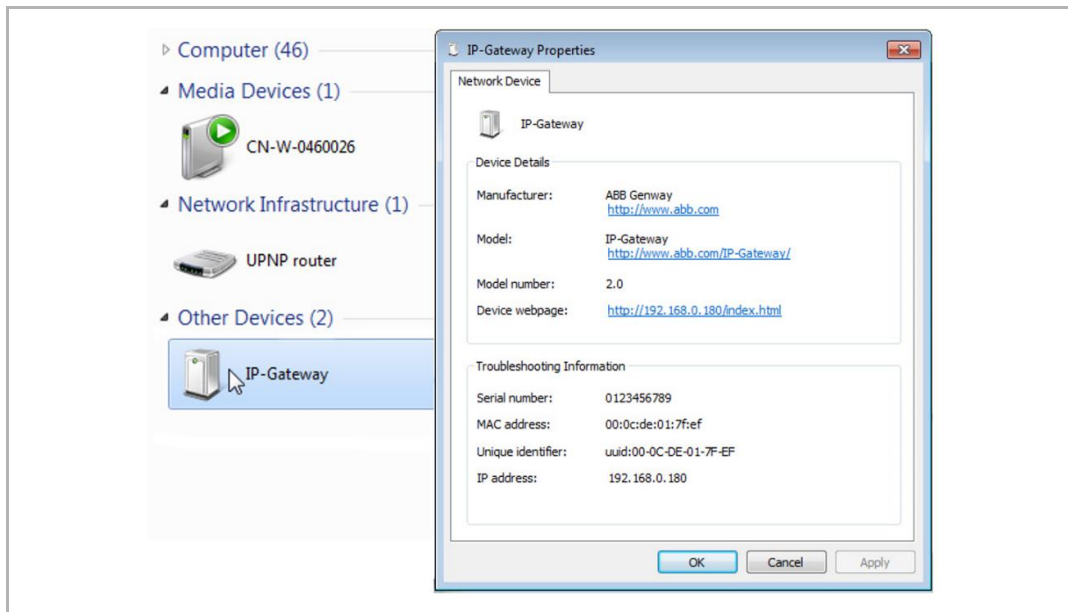 Computer (46)
Media Devices (1)
CN-W-0460026
Network Infrastructure (1)
UPNP router
Other Devices (2)
IP-Gateway
IP-Gateway Properties
Network Device
IP-Gateway
Device Details
Manufacturer: ABB Genway
http://www.abb.com
Model: IP-Gateway
http://www.abb.com/IP-Gateway/
Model number: 2.0
Device webpage: http://192.168.0.180/index.html
Troubleshooting Information
Serial number: 0123456789
MAC address: 00:0c:de:01:7f:ef
Unique identifier: uuid:00-0C-DE-01-7F-EF
IP address: 192.168.0.180
OK Cancel Apply